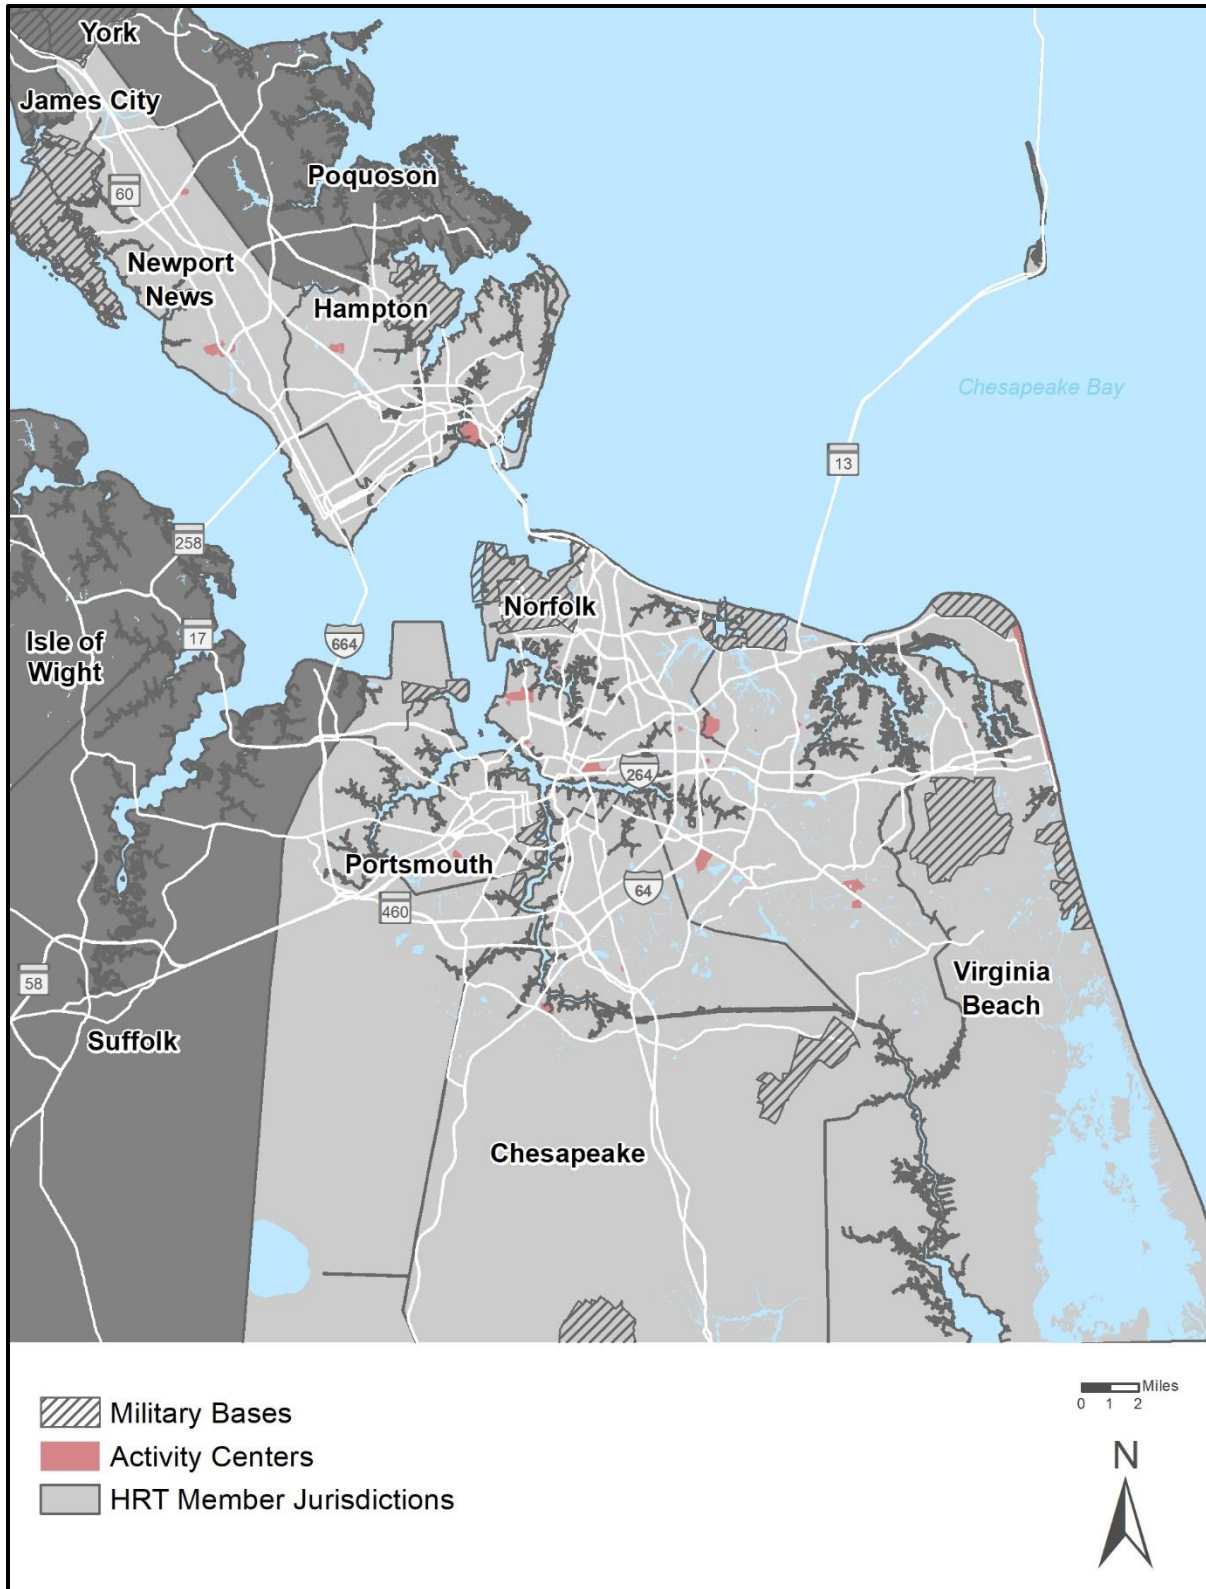 York
James City
Poquoson
60
Newport
News
Hampton
Chesapeake Bay
13
258
Norfolk
17
664
Isle of
Wight
264
Portsmouth
64
460
58
Virginia
Beach
Suffolk
Chesapeake
Miles
0 1 2
Military Bases
Activity Centers
HRT Member Jurisdictions
N